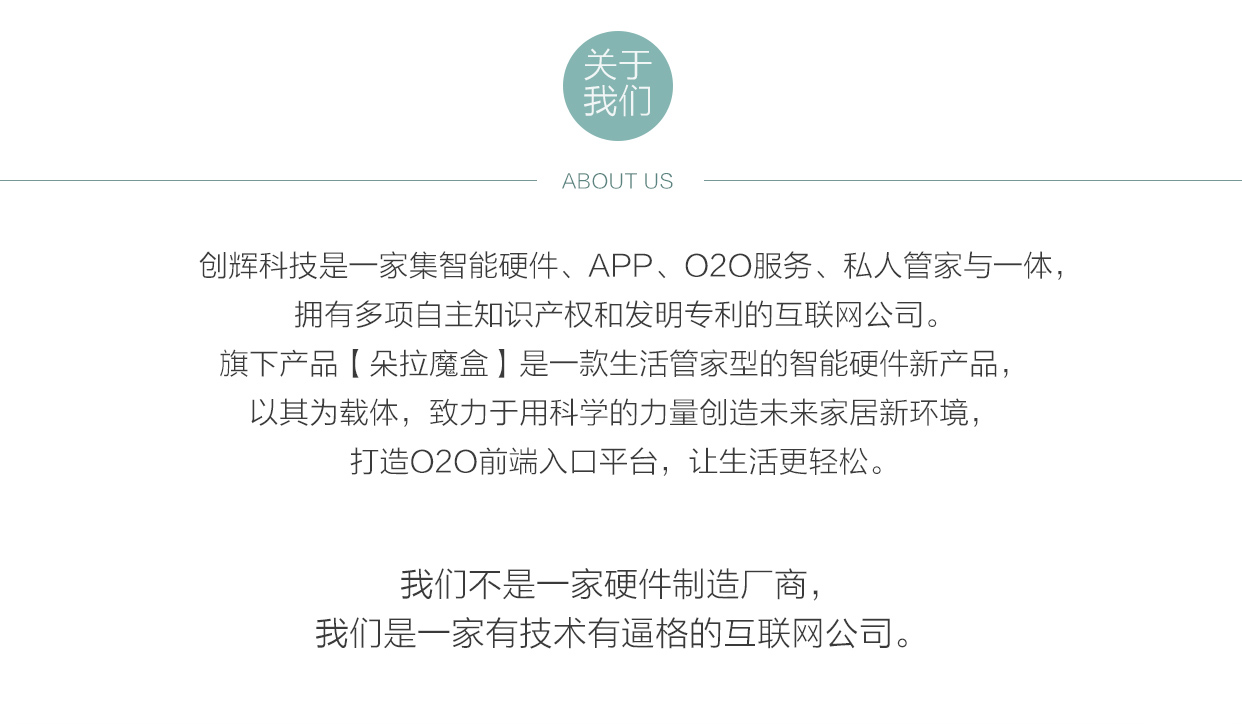 关于
我们
ABOUT US
创辉科技是一家集智能硬件、APP、O2O服务、私人管家与一体，
拥有多项自主知识产权和发明专利的互联网公司。
旗下产品【朵拉魔盒】是一款生活管家型的智能硬件新产品，
以其为载体，致力于用科学的力量创造未来家居新环境，
打造O2O前端入口平台，让生活更轻松。
我们不是一家硬件制造厂商，
我们是一家有技术有逼格的互联网公司。